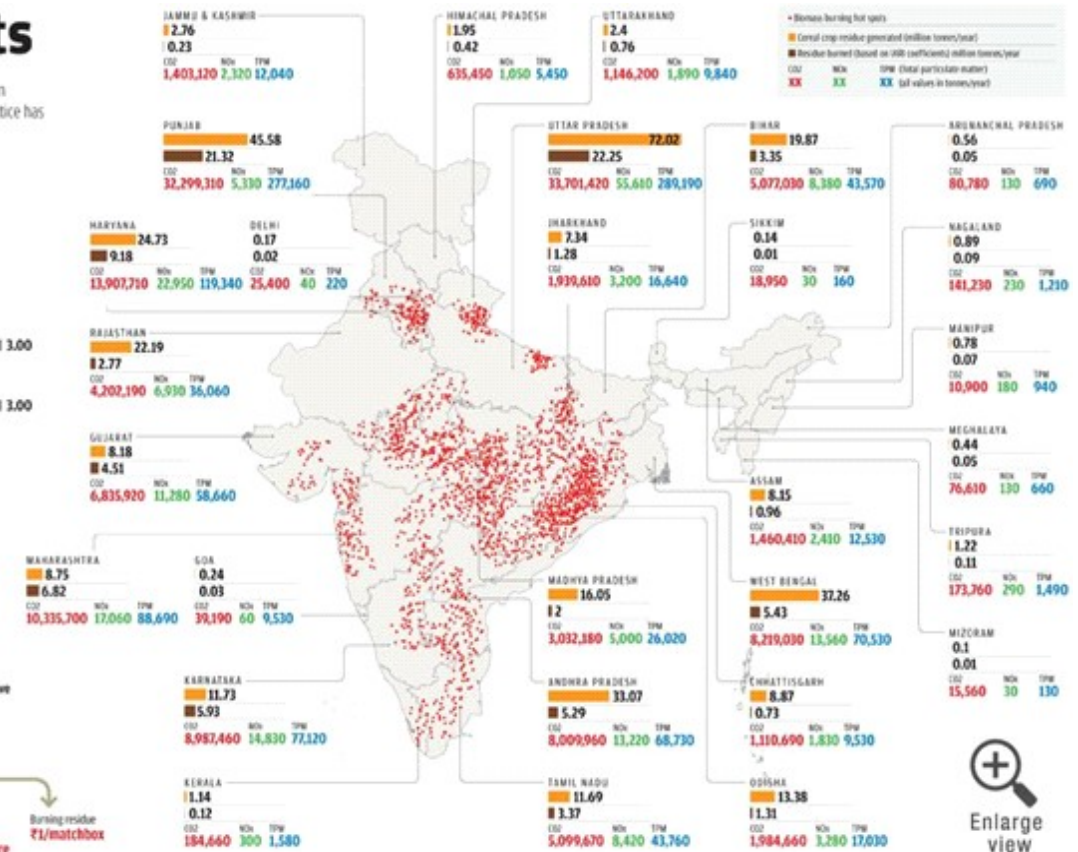 ts
n
tice has
3.00
3.00
ve
Burning residue
₹1/matchbox
ce
• Biomass burning hot spots
Cereal crop residue generated (million tonnes/year)
Residue burned (based on IARI coefficients) million tonnes/year
CO2 NOx TPM (total particulate matter)
XX XX XX (all values in tonnes/year)
JAMMU & KASHMIR
2.76
0.23
CO2 NOx TPM
1,403,120 2,320 12,040
HIMACHAL PRADESH
1.95
0.42
CO2 NOx TPM
635,450 1,050 5,450
UTTARAKHAND
2.4
0.76
CO2 NOx TPM
1,146,200 1,890 9,840
PUNJAB
45.58
21.32
CO2 NOx TPM
32,299,310 5,330 277,160
UTTAR PRADESH
72.02
22.25
CO2 NOx TPM
33,701,420 55,610 289,190
BIHAR
19.87
3.35
CO2 NOx TPM
5,077,030 8,380 43,570
ARUNANCHAL PRADESH
0.56
0.05
CO2 NOx TPM
80,780 130 690
HARYANA
24.73
9.18
CO2 NOx TPM
13,907,710 22,950 119,340
DELHI
0.17
0.02
CO2 NOx TPM
25,400 40 220
JHARKHAND
7.34
1.28
CO2 NOx TPM
1,939,610 3,200 16,640
SIKKIM
0.14
0.01
CO2 NOx TPM
18,950 30 160
NAGALAND
0.89
0.09
CO2 NOx TPM
141,230 230 1,210
RAJASTHAN
22.19
2.77
CO2 NOx TPM
4,202,190 6,930 36,060
MANIPUR
0.78
0.07
CO2 NOx TPM
10,900 180 940
GUJARAT
8.18
4.51
CO2 NOx TPM
6,835,920 11,280 58,660
MEGHALAYA
0.44
0.05
CO2 NOx TPM
76,610 130 660
ASSAM
8.15
0.96
CO2 NOx TPM
1,460,410 2,410 12,530
TRIPURA
1.22
0.11
CO2 NOx TPM
173,760 290 1,490
MAHARASHTRA
8.75
6.82
CO2 NOx TPM
10,335,700 17,060 88,690
GOA
0.24
0.03
CO2 NOx TPM
39,190 60 9,530
MADHYA PRADESH
16.05
2
CO2 NOx TPM
3,032,180 5,000 26,020
WEST BENGAL
37.26
5.43
CO2 NOx TPM
8,219,030 13,560 70,530
MIZORAM
0.1
0.01
CO2 NOx TPM
15,560 30 130
KARNATAKA
11.73
5.93
CO2 NOx TPM
8,987,460 14,830 77,120
ANDHRA PRADESH
33.07
5.29
CO2 NOx TPM
8,009,960 13,220 68,730
CHHATTISGARH
8.87
0.73
CO2 NOx TPM
1,110,690 1,830 9,530
KERALA
1.14
0.12
CO2 NOx TPM
184,660 300 1,580
TAMIL NADU
11.69
3.37
CO2 NOx TPM
5,099,670 8,420 43,760
ODISHA
13.38
1.31
CO2 NOx TPM
1,984,660 3,280 17,030
Enlarge
view